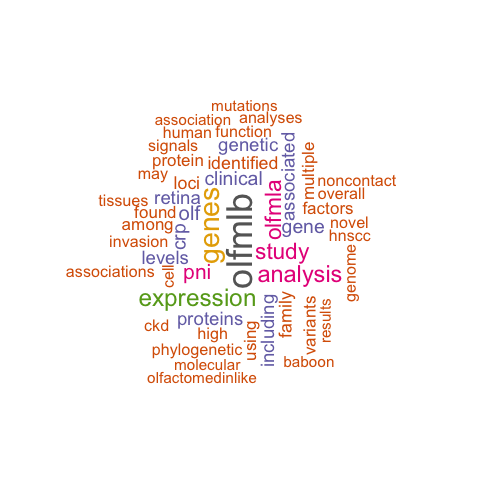 mutations
association analyses
human function
signals genetic
protein identified
may clinical
loci
tissues retina
found olf
among crp
invasion
levels
associations cell pni
genes
olfmlb
olfmla
associated
multiple
noncontact
overall
factors
gene novel
hnscc
study
genome
analysis
expression
ckd proteins
high
phylogenetic using
molecular
olfactomedinlike
including
family
variants
results
baboon